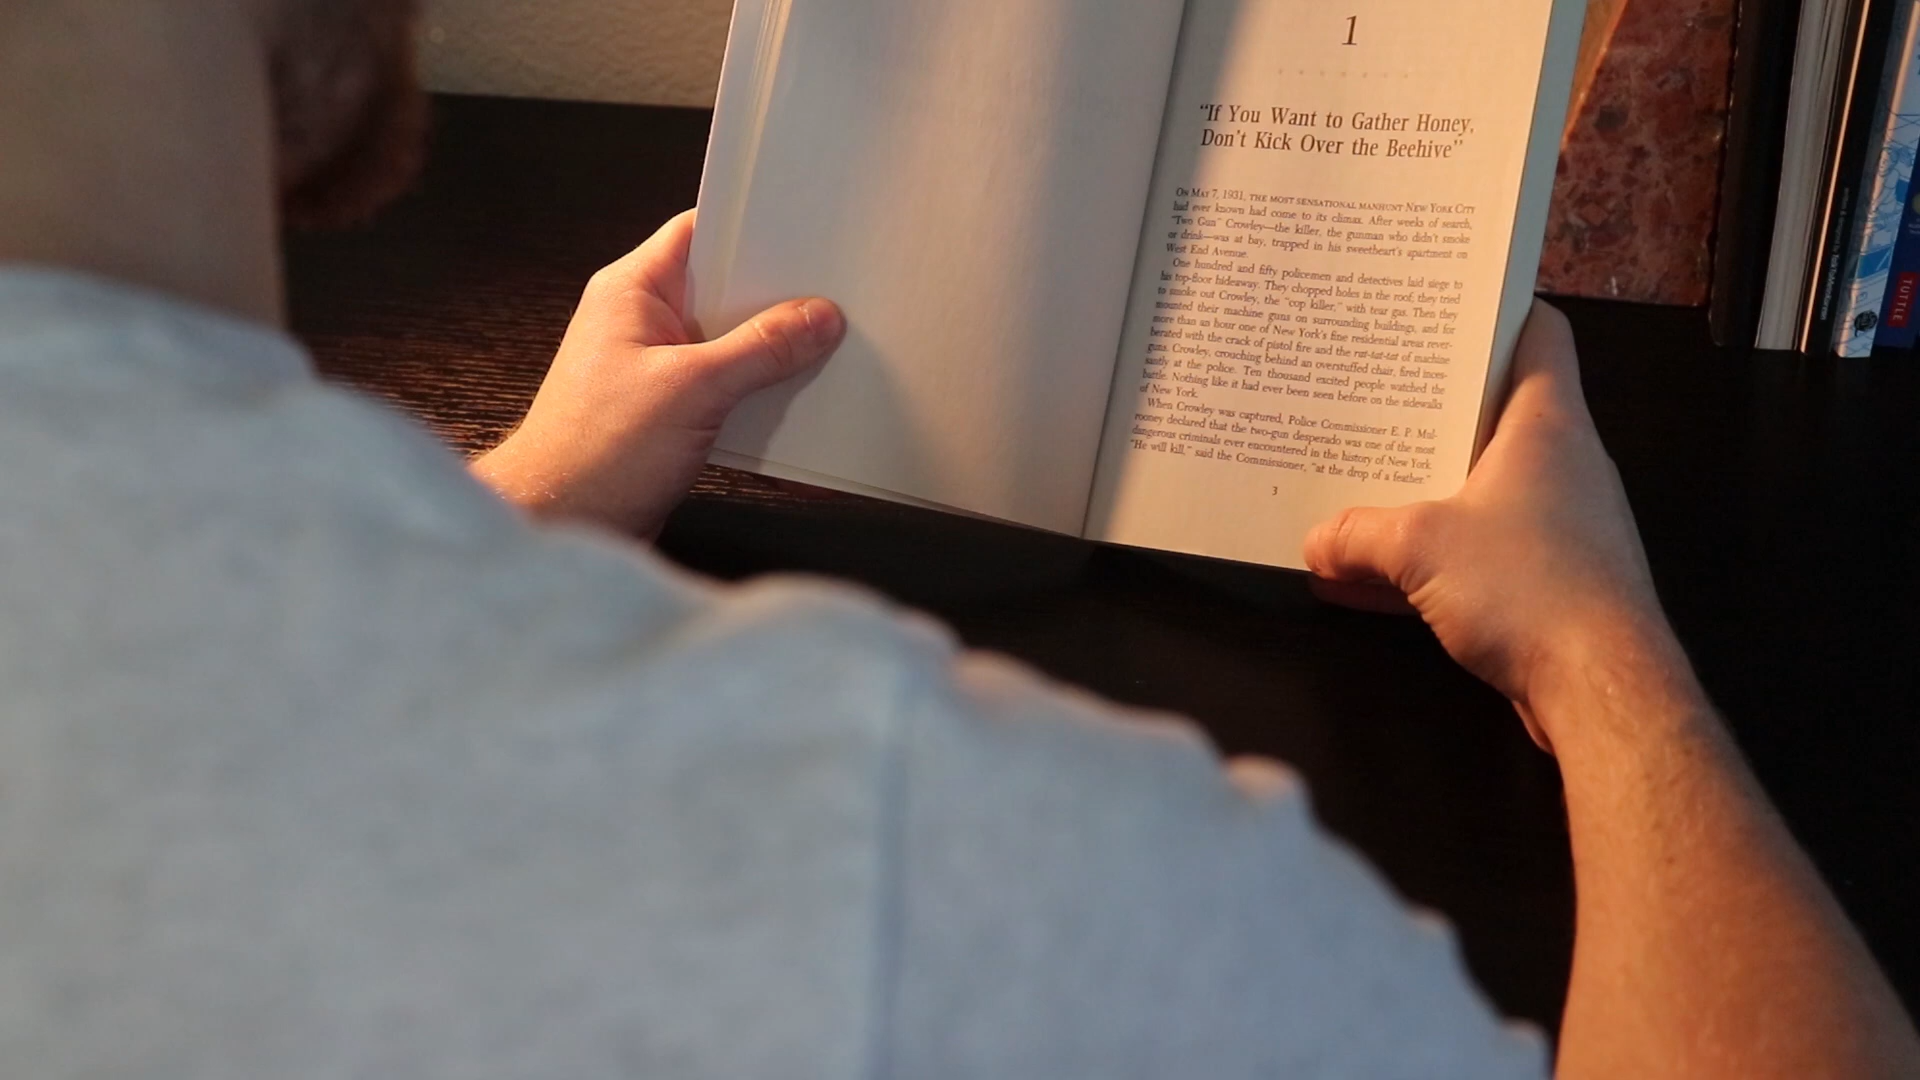 1
“If You Want to Gather Honey,
Don’t Kick Over the Beehive”
On May 7, 1931, the most sensational manhunt New York City
had ever known had come to its climax. After weeks of search,
“Two Gun” Crowley—the killer, the gunman who didn’t smoke
or drink—was at bay, trapped in his sweetheart’s apartment on
West End Avenue.
One hundred and fifty policemen and detectives laid siege to
his top-floor hideaway. They chopped holes in the roof; they tried
to smoke out Crowley, the “cop killer,” with tear gas. Then they
mounted their machine guns on surrounding buildings, and for
more than an hour one of New York’s fine residential areas rever-
berated with the crack of pistol fire and the rat-tat-tat of machine
guns. Crowley, crouching behind an overstuffed chair, fired inces-
santly at the police. Ten thousand excited people watched the
battle. Nothing like it had ever been seen before on the sidewalks
of New York.
When Crowley was captured, Police Commissioner E. P. Mul-
rooney declared that the two-gun desperado was one of the most
dangerous criminals ever encountered in the history of New York.
“He will kill,” said the Commissioner, “at the drop of a feather.”
3
TUTTLE